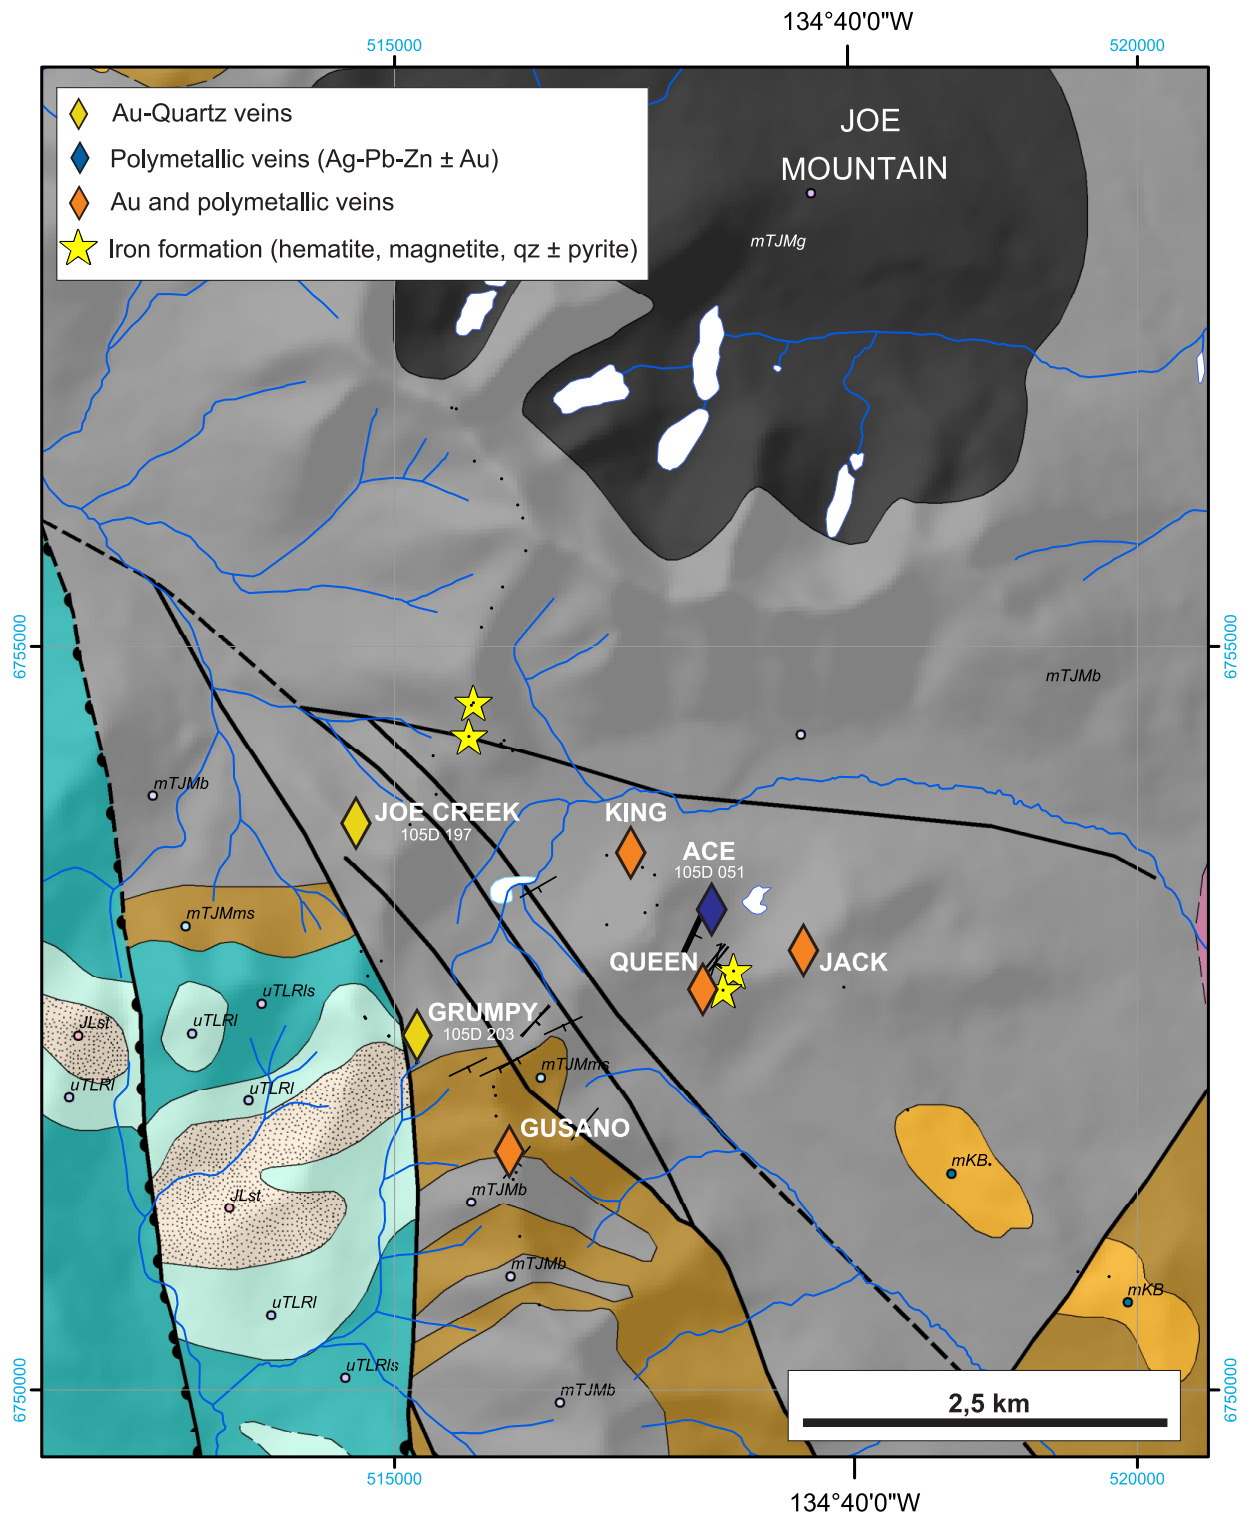 134°40'0"W
515000
520000
Au-Quartz veins
Polymetallic veins (Ag-Pb-Zn ± Au)
Au and polymetallic veins
Iron formation (hematite, magnetite, qz ± pyrite)
JOE
MOUNTAIN
mTJMg
6755000
6755000
mTJMb
mTJMb
JOE CREEK
105D 197
KING
ACE
105D 051
mTJMms
QUEEN
JACK
uTLRls
JLst
uTLRl
GRUMPY
105D 203
mTJMms
uTLRl
uTLRl
GUSANO
mKB
JLst
mTJMb
mTJMb
mKB
uTLRl
uTLRls
mTJMb
6750000
6750000
2,5 km
515000
520000
134°40'0"W